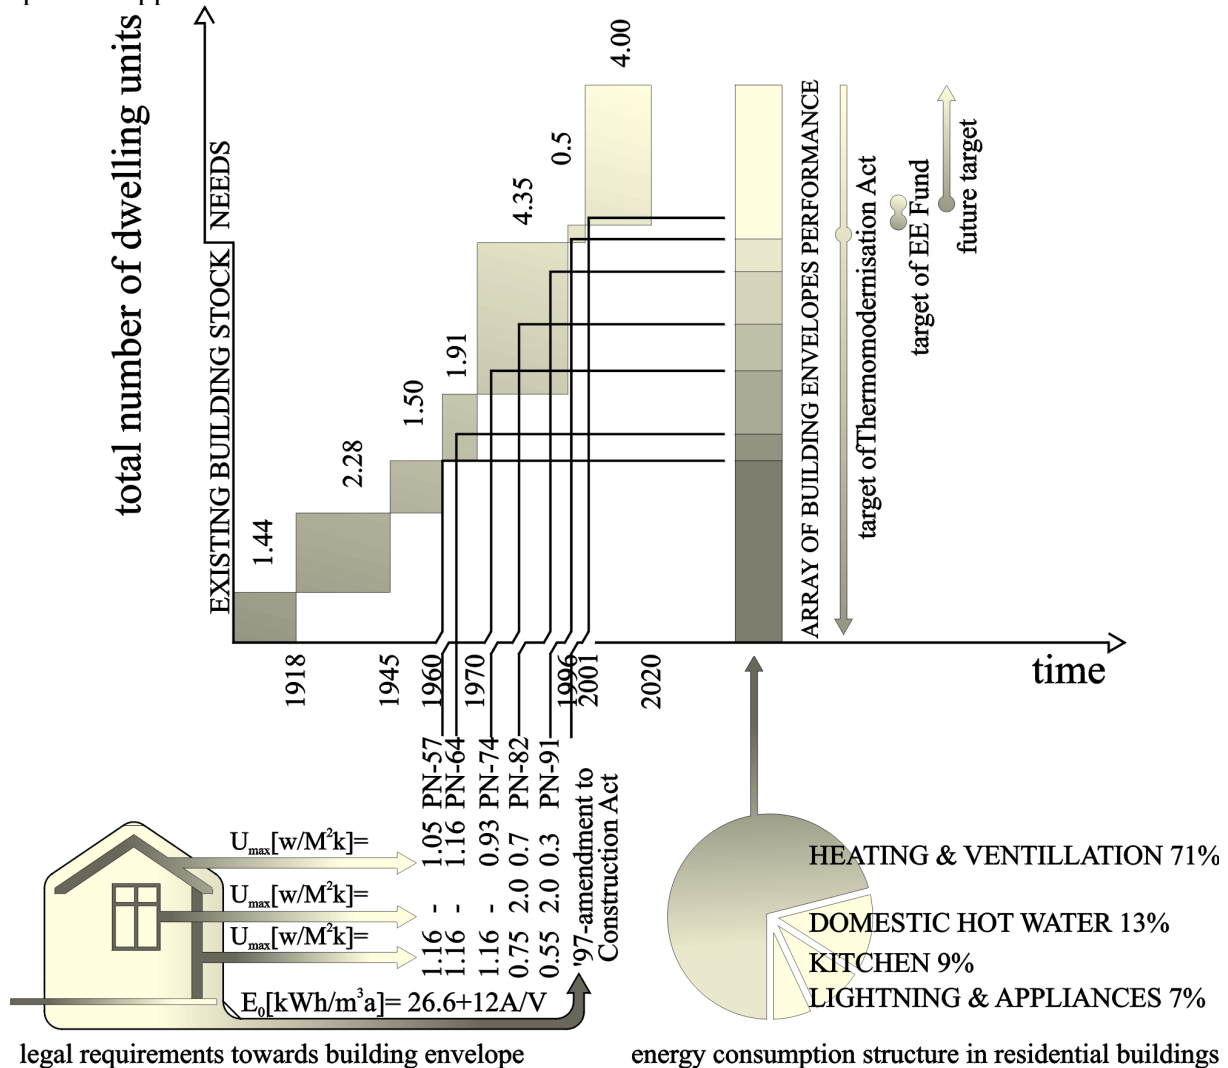 total number of dwelling units
EXISTING BUILDING STOCK
NEEDS
1.44
2.28
1.50
1.91
4.35
0.5
4.00
ARRAY OF BUILDING ENVELOPES PERFORMANCE
target of Thermomodernisation Act
target of EE Fund
future target
1918
1945
1960
1970
1996
2001
2020
time
PN-57
PN-64
PN-74
PN-82
PN-91
'97-amendment to
Construction Act
Umax[w/M²k]= 1.05 1.16 0.93 0.7 0.3
Umax[w/M²k]= - - - 2.0 2.0
Umax[w/M²k]= 1.16 1.16 1.16 0.75 0.55
E₀[kWh/m³a]= 26.6+12A/V
legal requirements towards building envelope
HEATING & VENTILLATION 71%
DOMESTIC HOT WATER 13%
KITCHEN 9%
LIGHTNING & APPLIANCES 7%
energy consumption structure in residential buildings